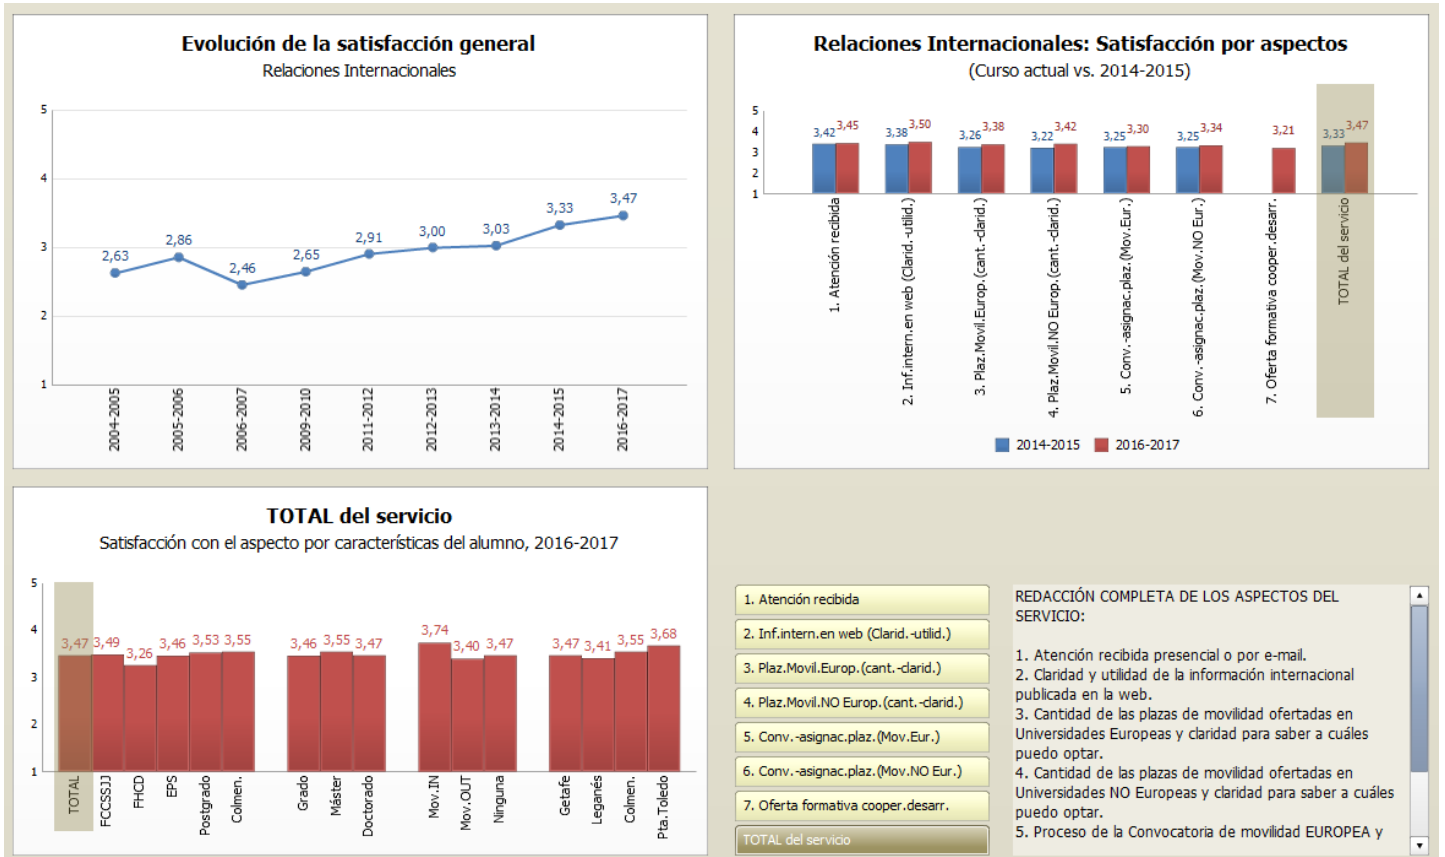 Evolución de la satisfacción general
Relaciones Internacionales
5
4
3
2
1
2,63
2,86
2,46
2,65
2,91
3,00
3,03
3,33
3,47
2004-2005
2005-2006
2006-2007
2009-2010
2011-2012
2012-2013
2013-2014
2014-2015
2016-2017
Relaciones Internacionales: Satisfacción por aspectos
(Curso actual vs. 2014-2015)
5
4
3
2
1
3,42
3,45
3,38
3,50
3,26
3,38
3,22
3,42
3,25
3,30
3,25
3,34
3,21
3,33
3,47
1. Atención recibida
2. Inf.intern.en web (Clarid.-utilid.)
3. Plaz.Movil.Europ.(cant.-clarid.)
4. Plaz.Movil.NO Europ.(cant.-clarid.)
5. Conv.-asignac.plaz.(Mov.Eur.)
6. Conv.-asignac.plaz.(Mov.NO Eur.)
7. Oferta formativa cooper.desarr.
TOTAL del servicio
2014-2015
2016-2017
TOTAL del servicio
Satisfacción con el aspecto por características del alumno, 2016-2017
5
4
3
2
1
3,47
3,49
3,26
3,46
3,53
3,55
3,46
3,55
3,47
3,74
3,40
3,47
3,47
3,41
3,55
3,68
TOTAL
FCCSSJJ
FHCD
EPS
Postgrado
Colmen.
Grado
Máster
Doctorado
Mov.IN
Mov.OUT
Ninguna
Getafe
Leganés
Colmen.
Pta.Toledo
1. Atención recibida
2. Inf.intern.en web (Clarid.-utilid.)
3. Plaz.Movil.Europ.(cant.-clarid.)
4. Plaz.Movil.NO Europ.(cant.-clarid.)
5. Conv.-asignac.plaz.(Mov.Eur.)
6. Conv.-asignac.plaz.(Mov.NO Eur.)
7. Oferta formativa cooper.desarr.
TOTAL del servicio
REDACCIÓN COMPLETA DE LOS ASPECTOS DEL
SERVICIO:
1. Atención recibida presencial o por e-mail.
2. Claridad y utilidad de la información internacional
publicada en la web.
3. Cantidad de las plazas de movilidad ofertadas en
Universidades Europeas y claridad para saber a cuáles
puedo optar.
4. Cantidad de las plazas de movilidad ofertadas en
Universidades NO Europeas y claridad para saber a cuáles
puedo optar.
5. Proceso de la Convocatoria de movilidad EUROPEA y